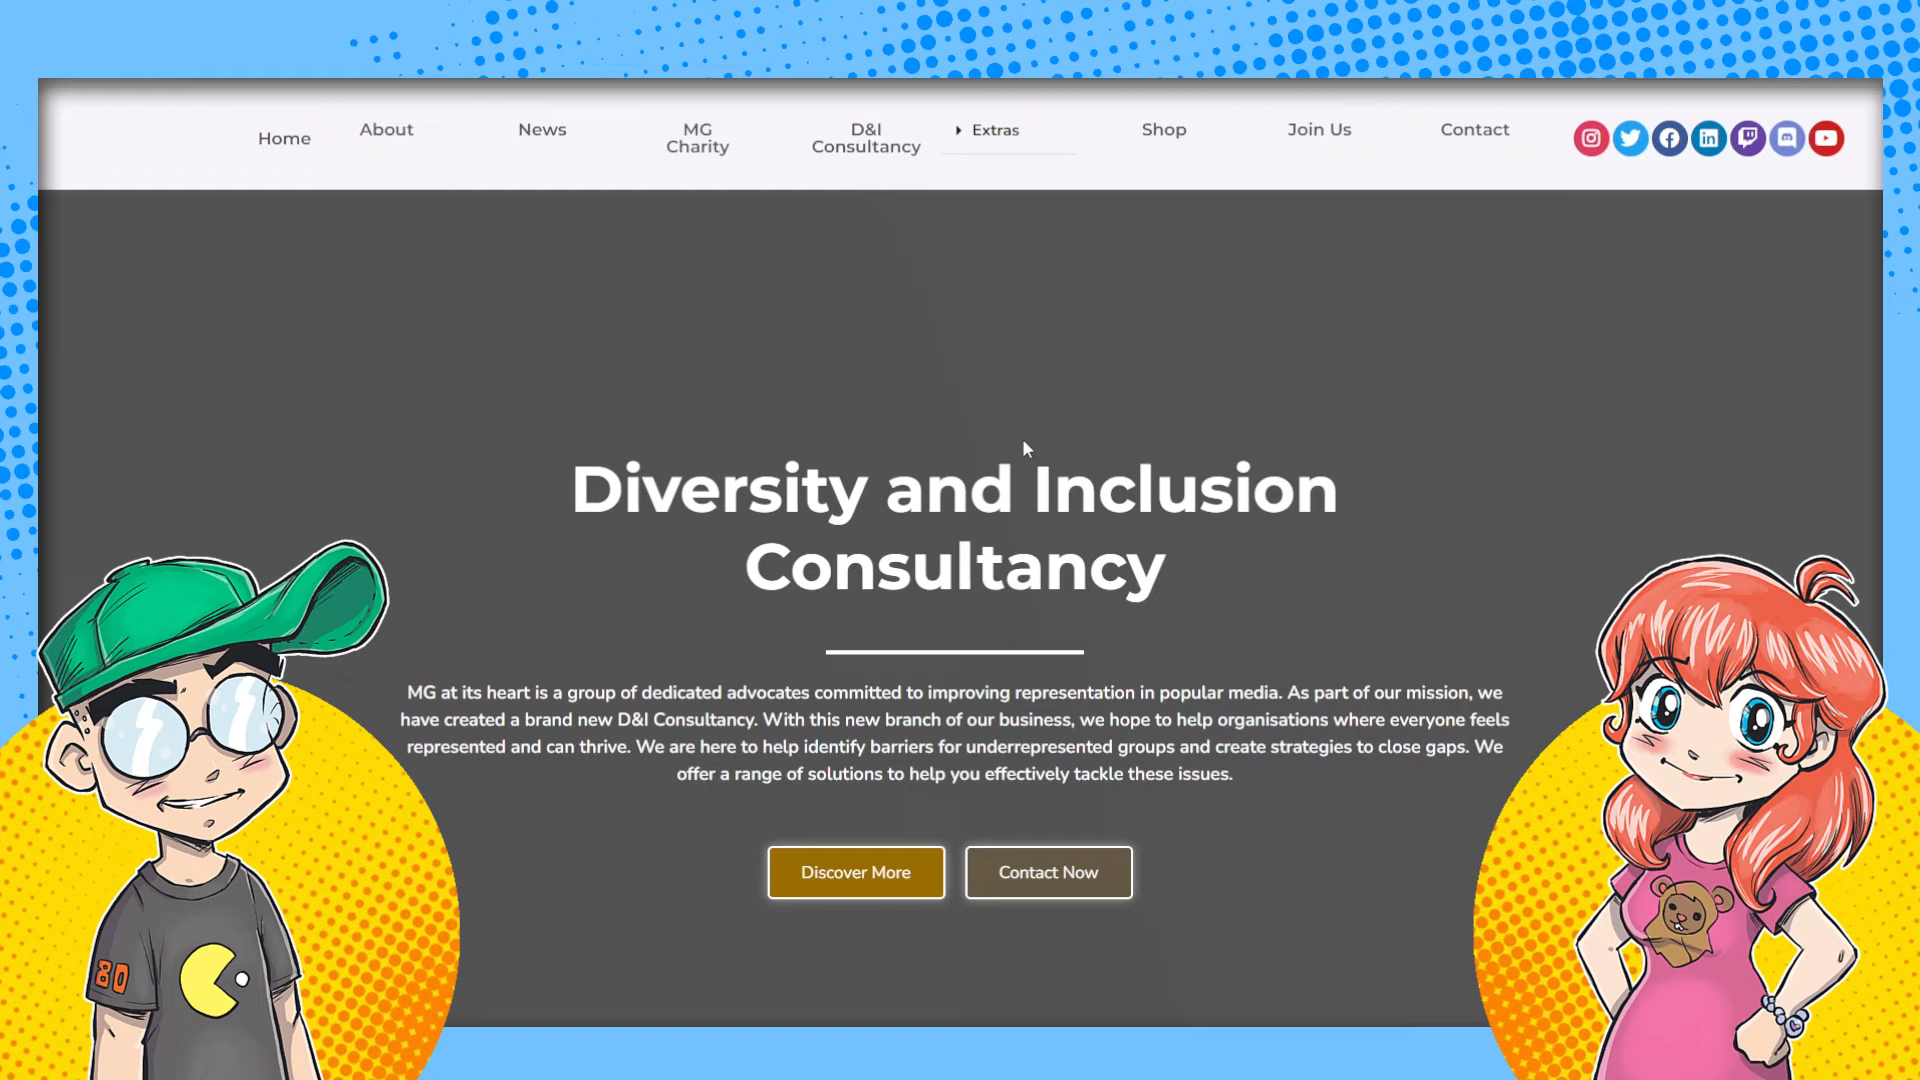 Home
About
News
MG
Charity
D&I
Consultancy
Extras
Shop
Join Us
Contact
Diversity and Inclusion
Consultancy
MG at its heart is a group of dedicated advocates committed to improving representation in popular media. As part of our mission, we
have created a brand new D&I Consultancy. With this new branch of our business, we hope to help organisations where everyone feels
represented and can thrive. We are here to help identify barriers for underrepresented groups and create strategies to close gaps. We
offer a range of solutions to help you effectively tackle these issues.
Discover More
Contact Now
80